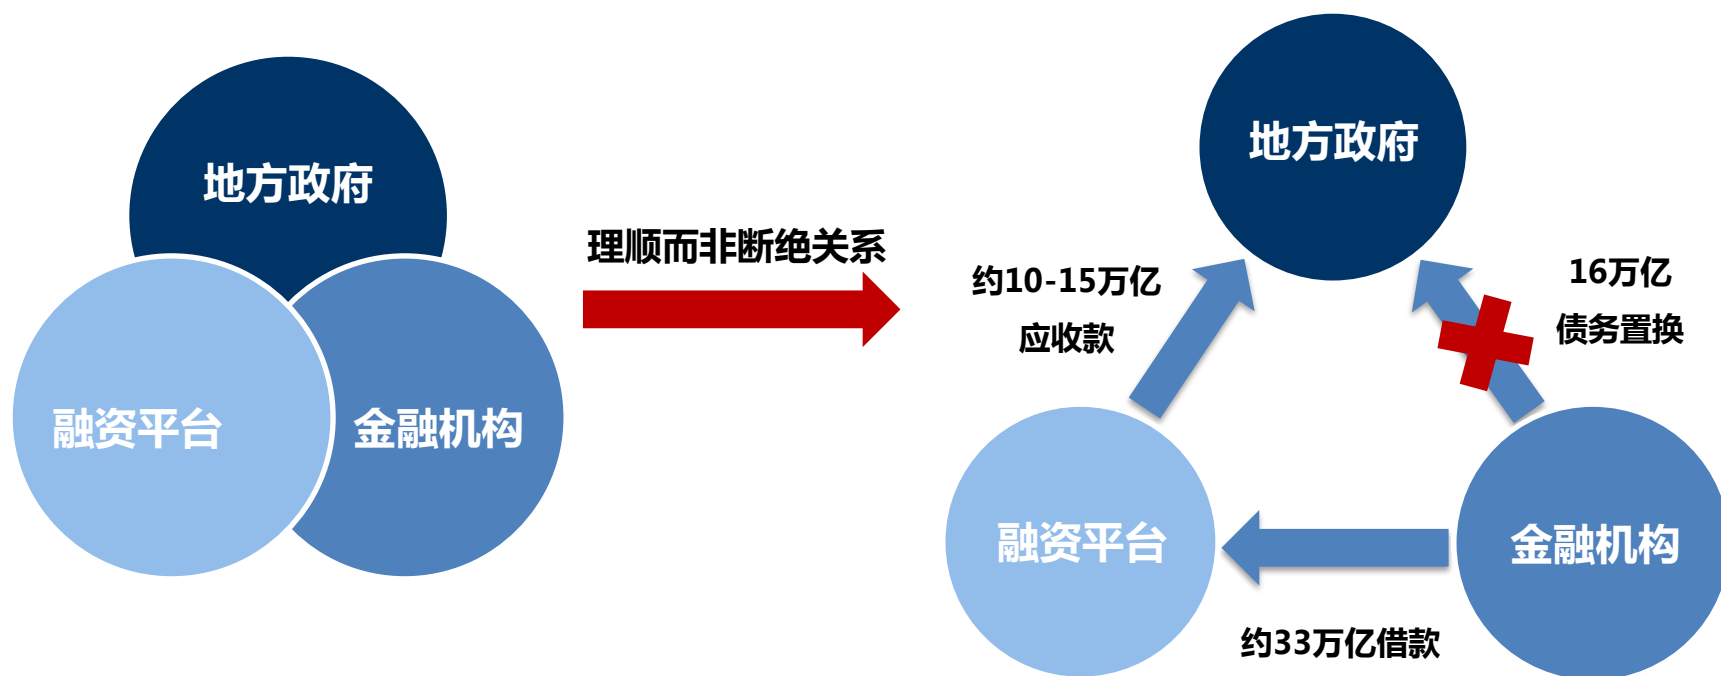 地方政府
融资平台
金融机构
理顺而非断绝关系
地方政府
约10-15万亿
应收款
16万亿
债务置换
融资平台
金融机构
约33万亿借款